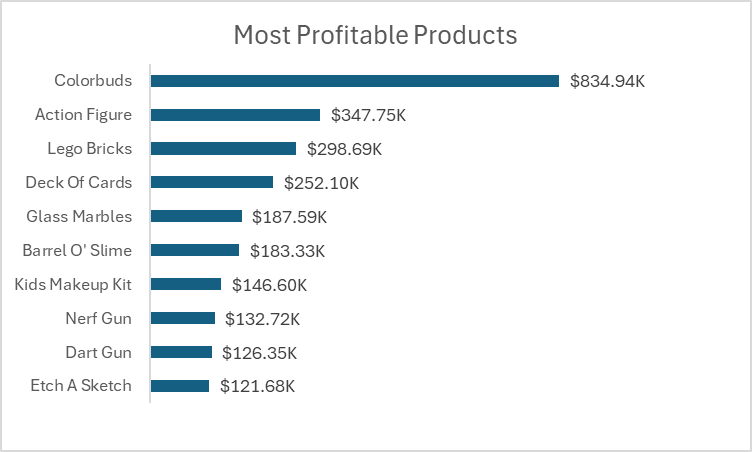 Most Profitable Products
Colorbuds $834.94K
Action Figure $347.75K
Lego Bricks $298.69K
Deck Of Cards $252.10K
Glass Marbles $187.59K
Barrel O' Slime $183.33K
Kids Makeup Kit $146.60K
Nerf Gun $132.72K
Dart Gun $126.35K
Etch A Sketch $121.68K